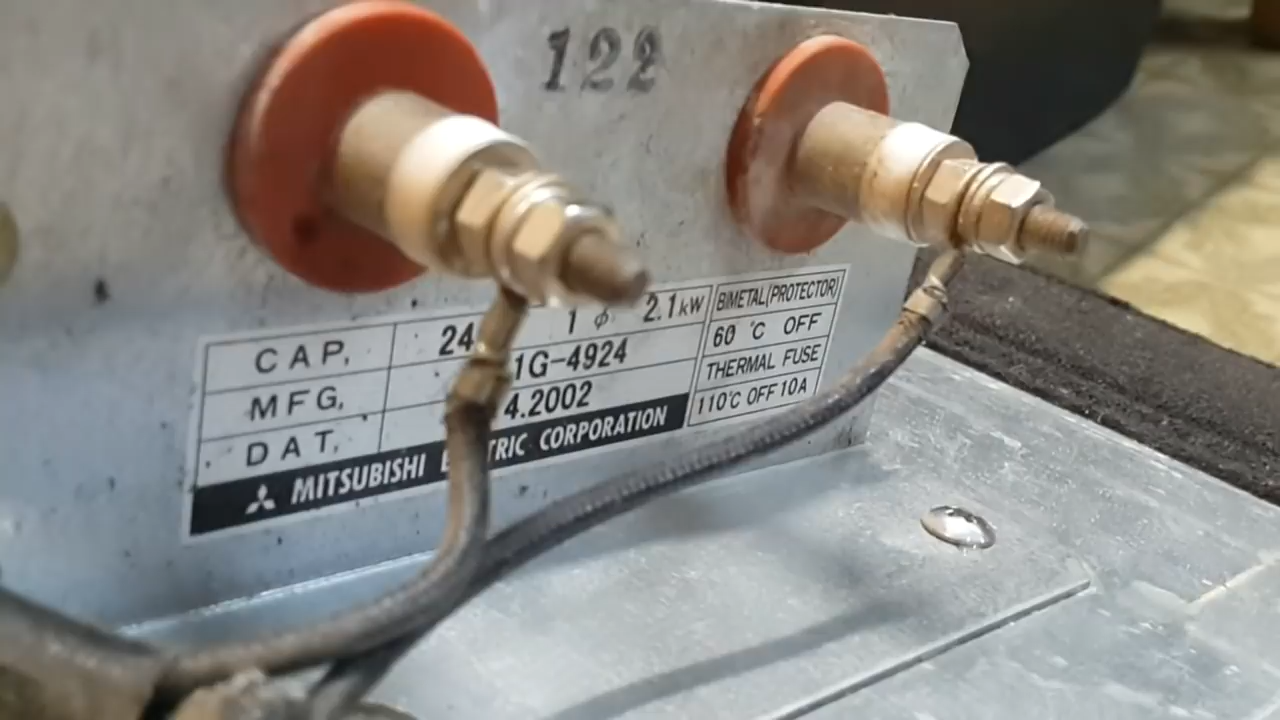 122
CAP. 24 1 φ 2.1kW
MFG. 1G-4924
DAT. 4.2002
MITSUBISHI TRIC CORPORATION
BIMETAL(PROTECTOR)
60 °C OFF
THERMAL FUSE
110°C OFF 10A